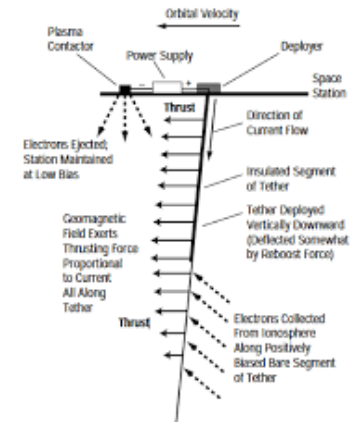 Orbital Velocity
Plasma
Contactor
Power Supply
Deployer
Space
Station
–
+
Thrust
Direction of
Current Flow
Electrons Ejected;
Station Maintained
at Low Bias
Insulated Segment
of Tether
Geomagnetic
Field Exerts
Thrusting Force
Proportional
to Current
All Along
Tether
Tether Deployed
Vertically Downward
(Deflected Somewhat
by Reboost Force)
Thrust
Electrons Collected
From Ionosphere
Along Positively
Biased Bare Segment
of Tether